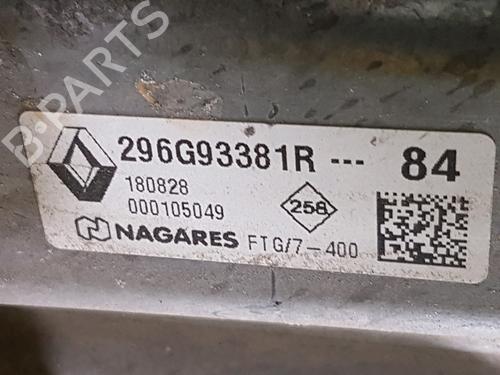 B-PARTS
296G93381R --- 84
180828
000105049
258
NAGARES FTG/7-400